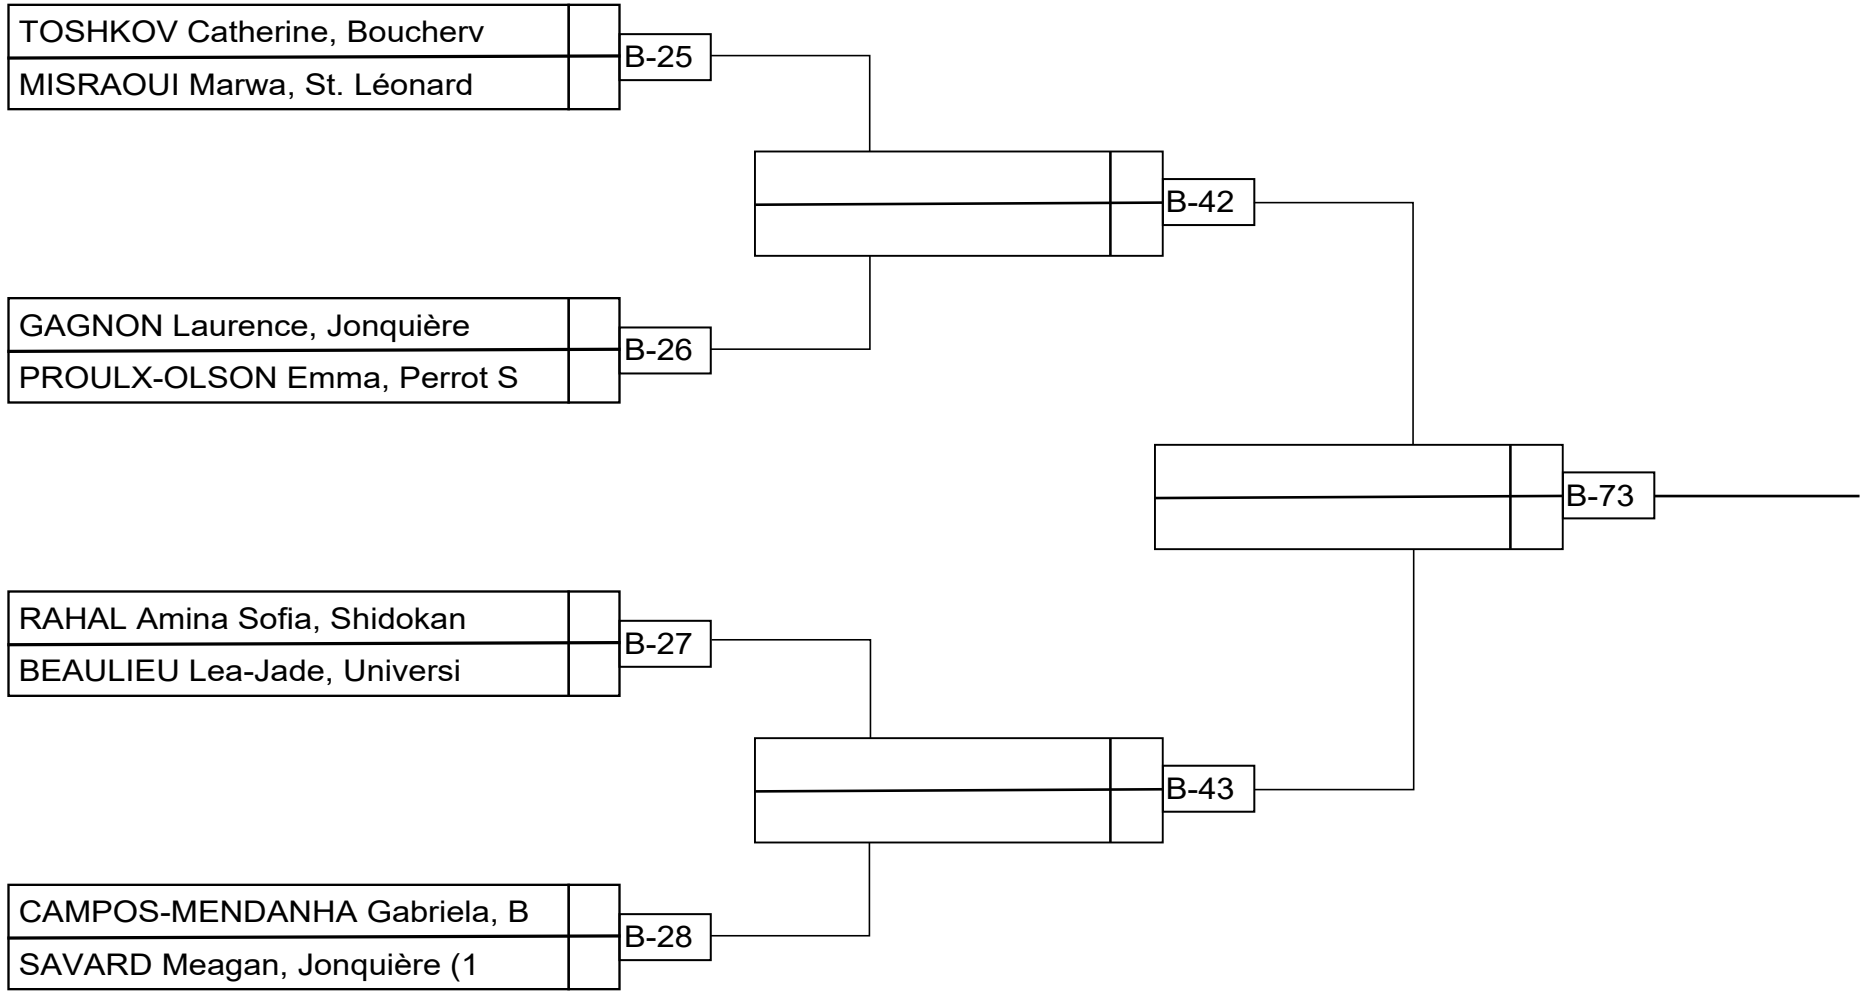 TOSHKOV Catherine, Boucherv
B-25
MISRAOUI Marwa, St. Léonard
B-42
GAGNON Laurence, Jonquière
B-26
PROULX-OLSON Emma, Perrot S
B-73
RAHAL Amina Sofia, Shidokan
B-27
BEAULIEU Lea-Jade, Universi
B-43
CAMPOS-MENDANHA Gabriela, B
B-28
SAVARD Meagan, Jonquière (1